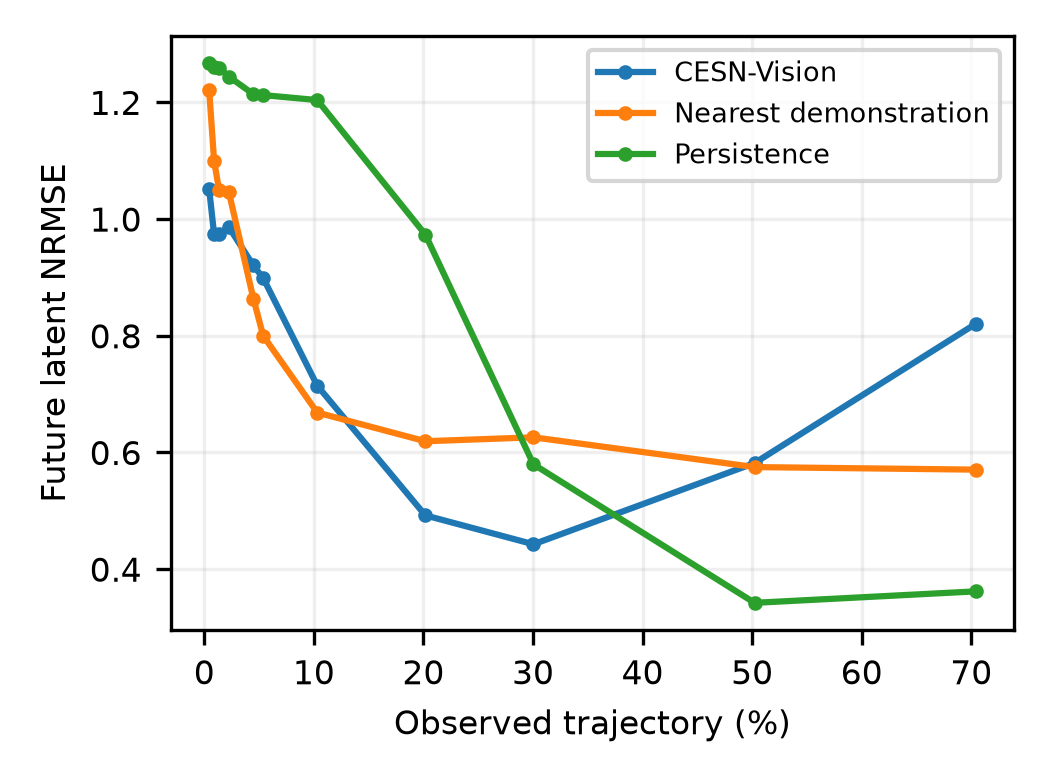 CESN-Vision
Nearest demonstration
Persistence
1.2
1.0
0.8
0.6
0.4
Future latent NRMSE
0 10 20 30 40 50 60 70
Observed trajectory (%)